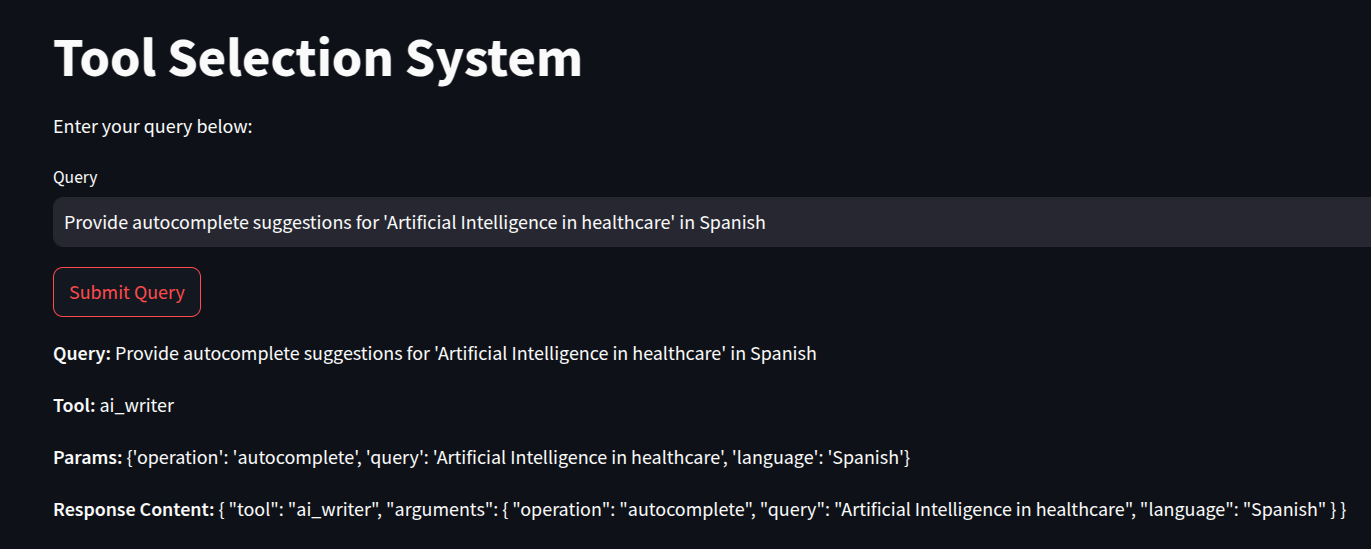 Tool Selection System
Enter your query below:
Query
Provide autocomplete suggestions for 'Artificial Intelligence in healthcare' in Spanish
Submit Query
Query: Provide autocomplete suggestions for 'Artificial Intelligence in healthcare' in Spanish
Tool: ai_writer
Params: {'operation': 'autocomplete', 'query': 'Artificial Intelligence in healthcare', 'language': 'Spanish'}
Response Content: { "tool": "ai_writer", "arguments": { "operation": "autocomplete", "query": "Artificial Intelligence in healthcare", "language": "Spanish" } }